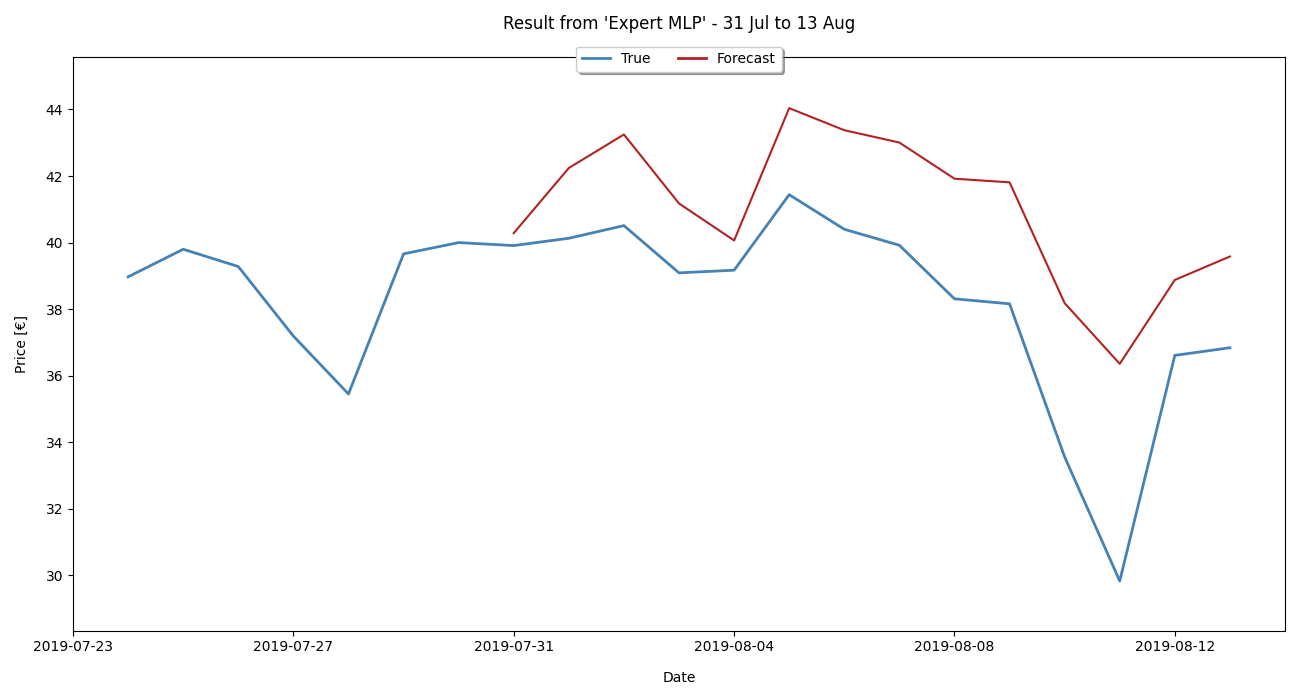 Result from 'Expert MLP' - 31 Jul to 13 Aug
True Forecast
44
42
40
38
36
34
32
30
Price [€]
2019-07-23 2019-07-27 2019-07-31 2019-08-04 2019-08-08 2019-08-12
Date